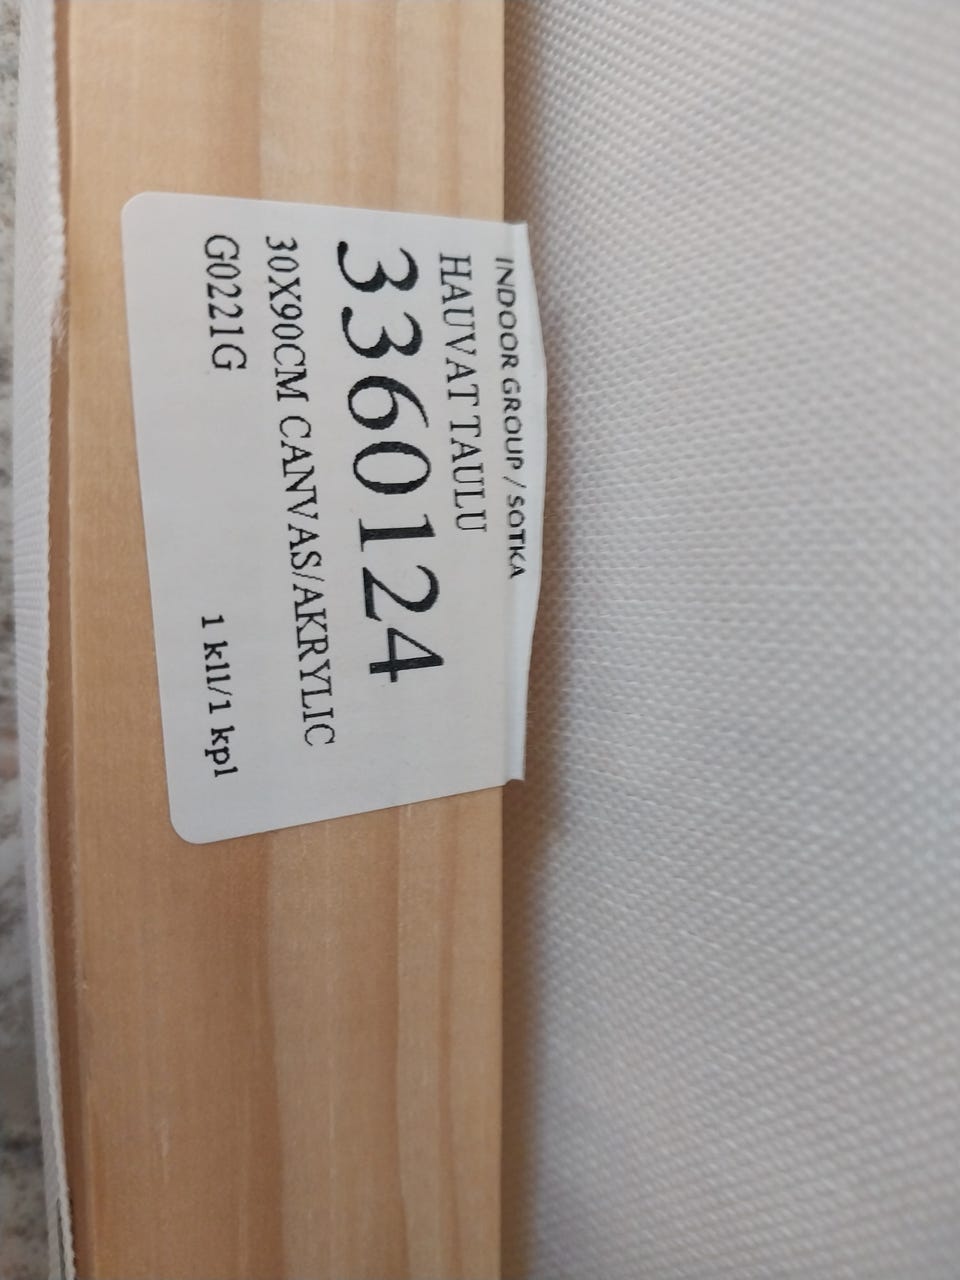 INDOOR GROUP / SOTKA
HAUVAT TAULU
3360124
30X90CM CANVAS/AKRYLIC
G0221G 1 kll/1 kpl